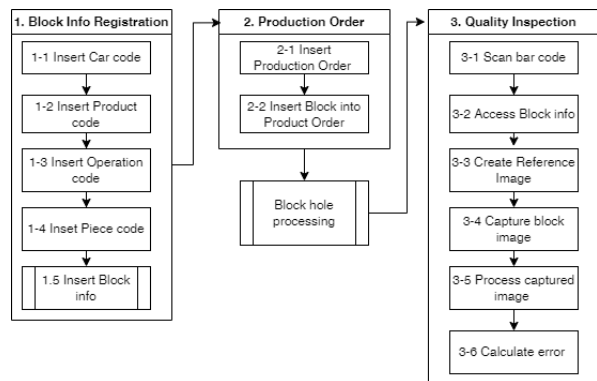 1. Block Info Registration
1-1 Insert Car code
1-2 Insert Product
code
1-3 Insert Operation
code
1-4 Inset Piece code
1.5 Insert Block
info
2. Production Order
2-1 Insert
Production Order
2-2 Insert Block into
Product Order
Block hole
processing
3. Quality Inspection
3-1 Scan bar code
3-2 Access Block info
3-3 Create Reference
Image
3-4 Capture block
image
3-5 Process captured
image
3-6 Calculate error